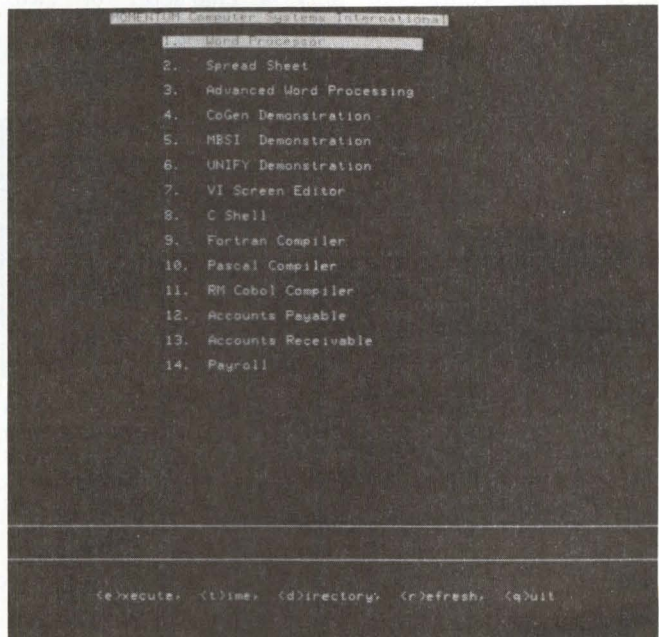 MOMENTUM Computer Systems International
1. Word Processor
2. Spread Sheet
3. Advanced Word Processing
4. CoGen Demonstration
5. MBSI Demonstration
6. UNIFY Demonstration
7. VI Screen Editor
8. C Shell
9. Fortran Compiler
10. Pascal Compiler
11. RM Cobol Compiler
12. Accounts Payable
13. Accounts Receivable
14. Payroll
<e>xecute, <t>ime, <d>irectory, <r>efresh, <q>uit